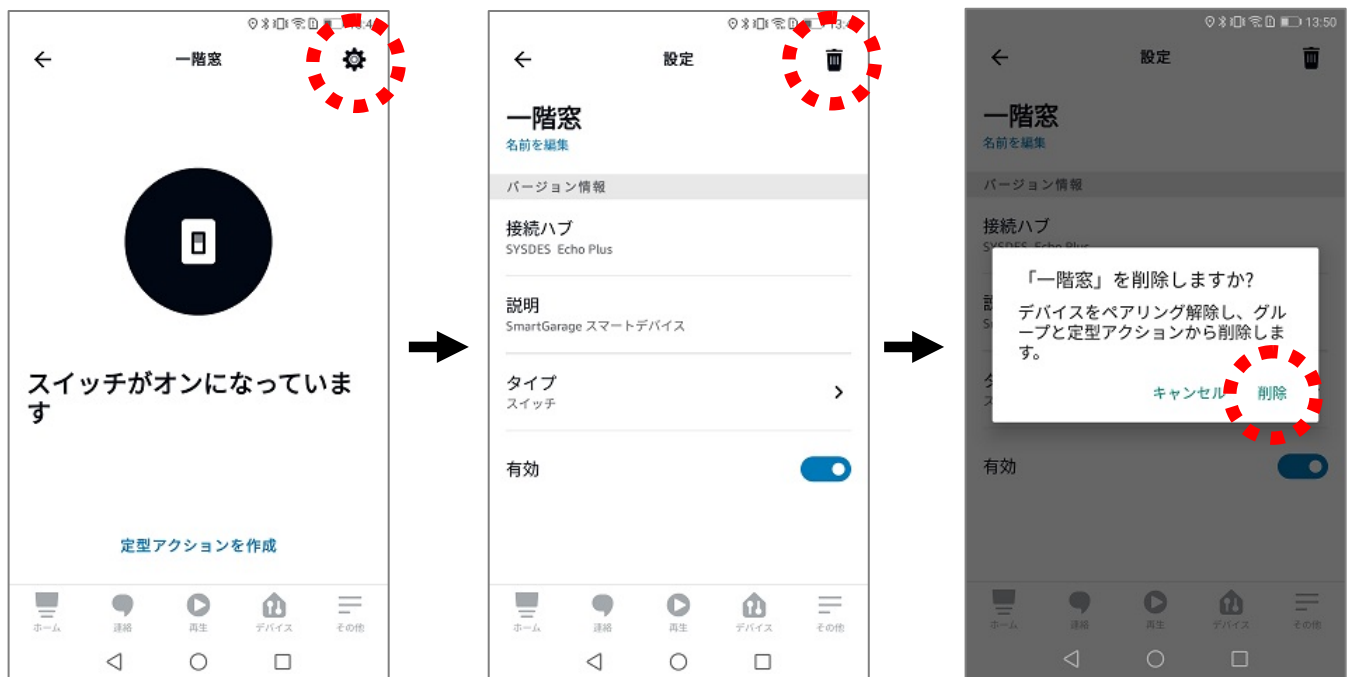 一階窓
スイッチがオンになっていま
す
定型アクションを作成
ホーム
連絡
再生
デバイス
その他
設定
一階窓
名前を編集
バージョン情報
接続ハブ
SYSDES Echo Plus
説明
SmartGarage スマートデバイス
タイプ
スイッチ
有効
ホーム
連絡
再生
デバイス
その他
13:50
設定
一階窓
名前を編集
バージョン情報
接続ハブ
SYSDES Echo Plus
「一階窓」を削除しますか?
デバイスをペアリング解除し、グル
ープと定型アクションから削除しま
す。
キャンセル
削除
有効
ホーム
連絡
再生
デバイス
その他